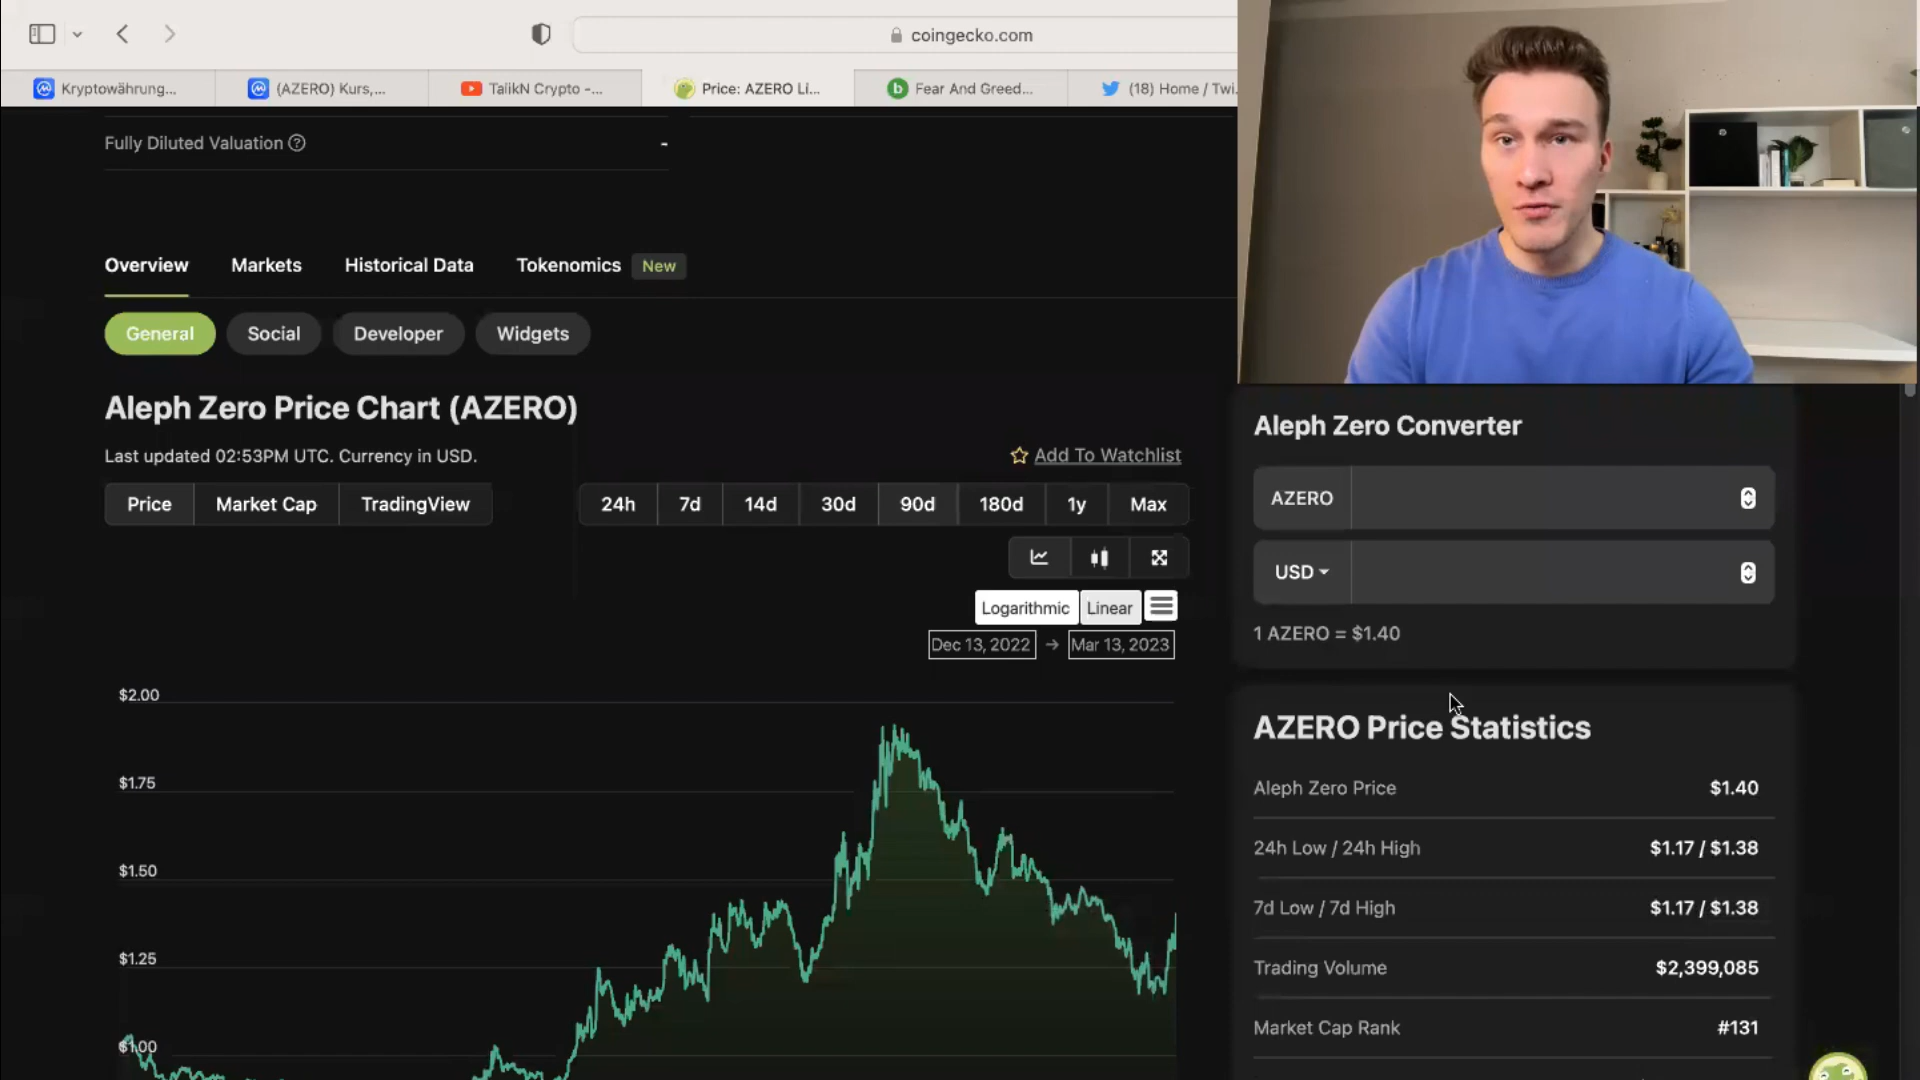 coingecko.com
Kryptowährung...
(AZERO) Kurs,...
TalikN Crypto -...
Price: AZERO Li...
Fear And Greed...
(18) Home / Twi.
Fully Diluted Valuation
-
Overview
Markets
Historical Data
Tokenomics
New
General
Social
Developer
Widgets
Aleph Zero Price Chart (AZERO)
Last updated 02:53PM UTC. Currency in USD.
Add To Watchlist
Price
Market Cap
TradingView
24h
7d
14d
30d
90d
180d
1y
Max
Logarithmic
Linear
Dec 13, 2022 → Mar 13, 2023
$2.00
$1.75
$1.50
$1.25
$1.00
Aleph Zero Converter
AZERO
USD
1 AZERO = $1.40
AZERO Price Statistics
Aleph Zero Price $1.40
24h Low / 24h High $1.17 / $1.38
7d Low / 7d High $1.17 / $1.38
Trading Volume $2,399,085
Market Cap Rank #131